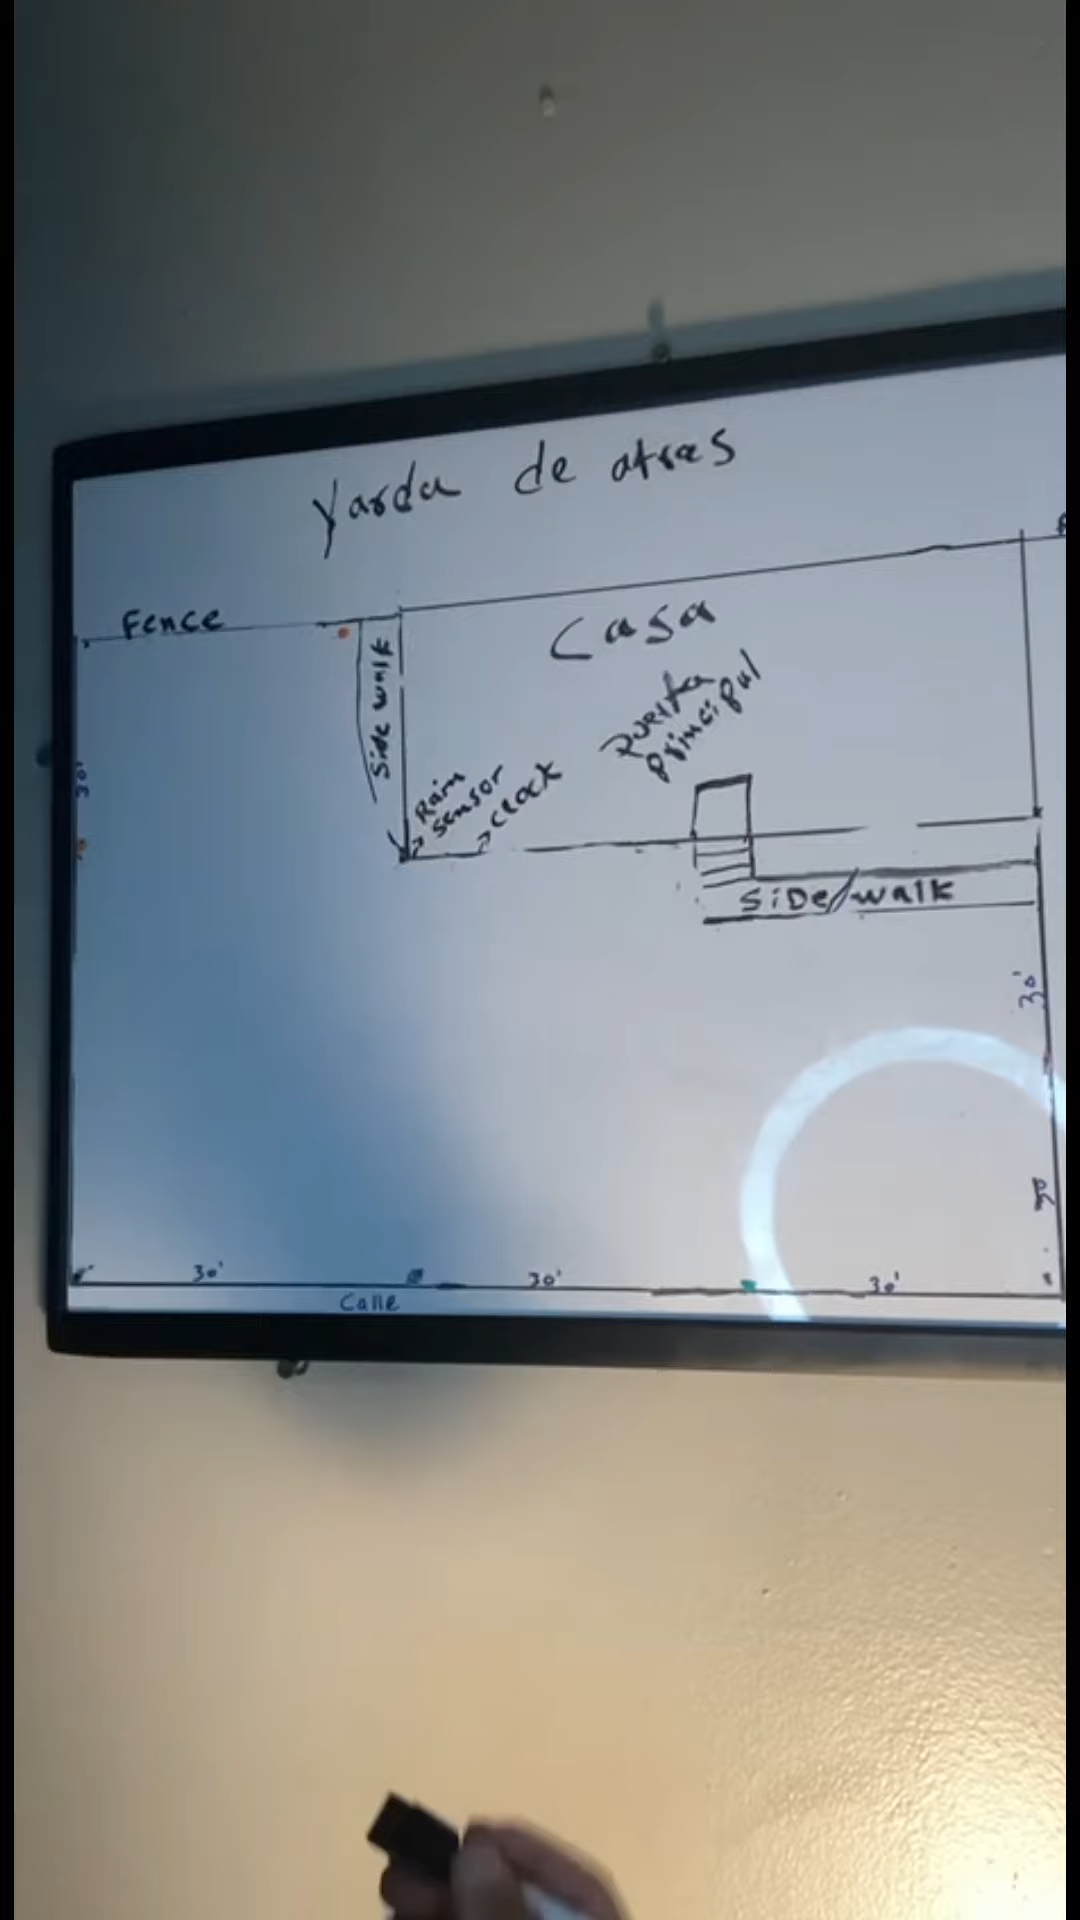 Yarda de atras
Fence
Casa
Side walk
Puerta
principal
Rain
sensor
Clock
30'
SiDe/walk
30'
30'
30'
30'
Calle